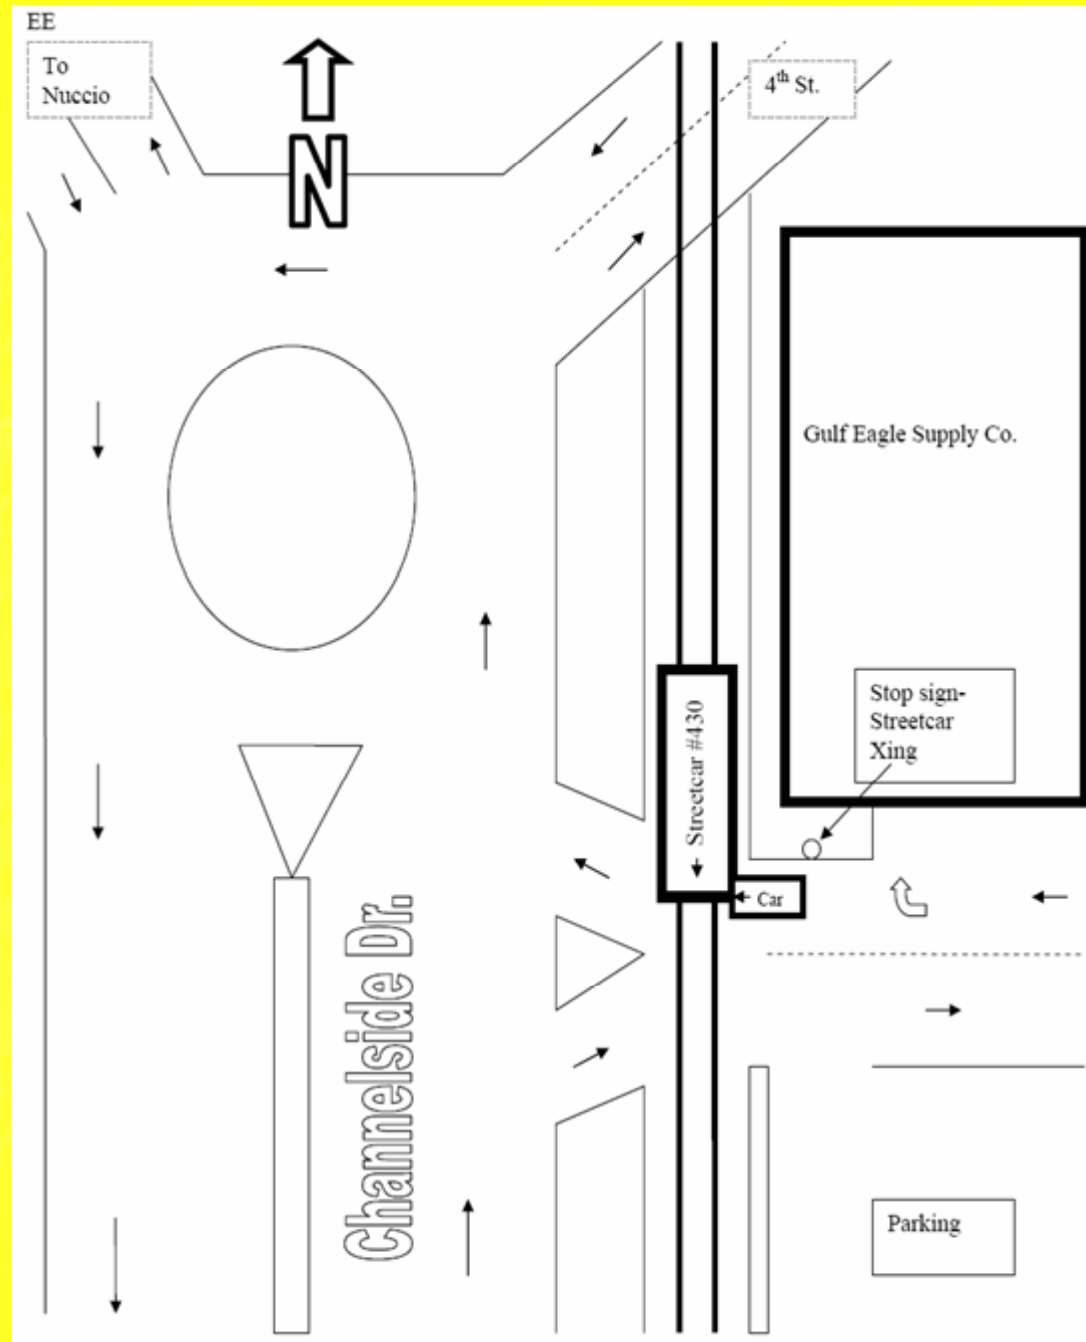 EE
To
Nuccio
N
4th St.
Gulf Eagle Supply Co.
Stop sign-
Streetcar
Xing
Streetcar #430
Car
Channelside Dr.
Parking